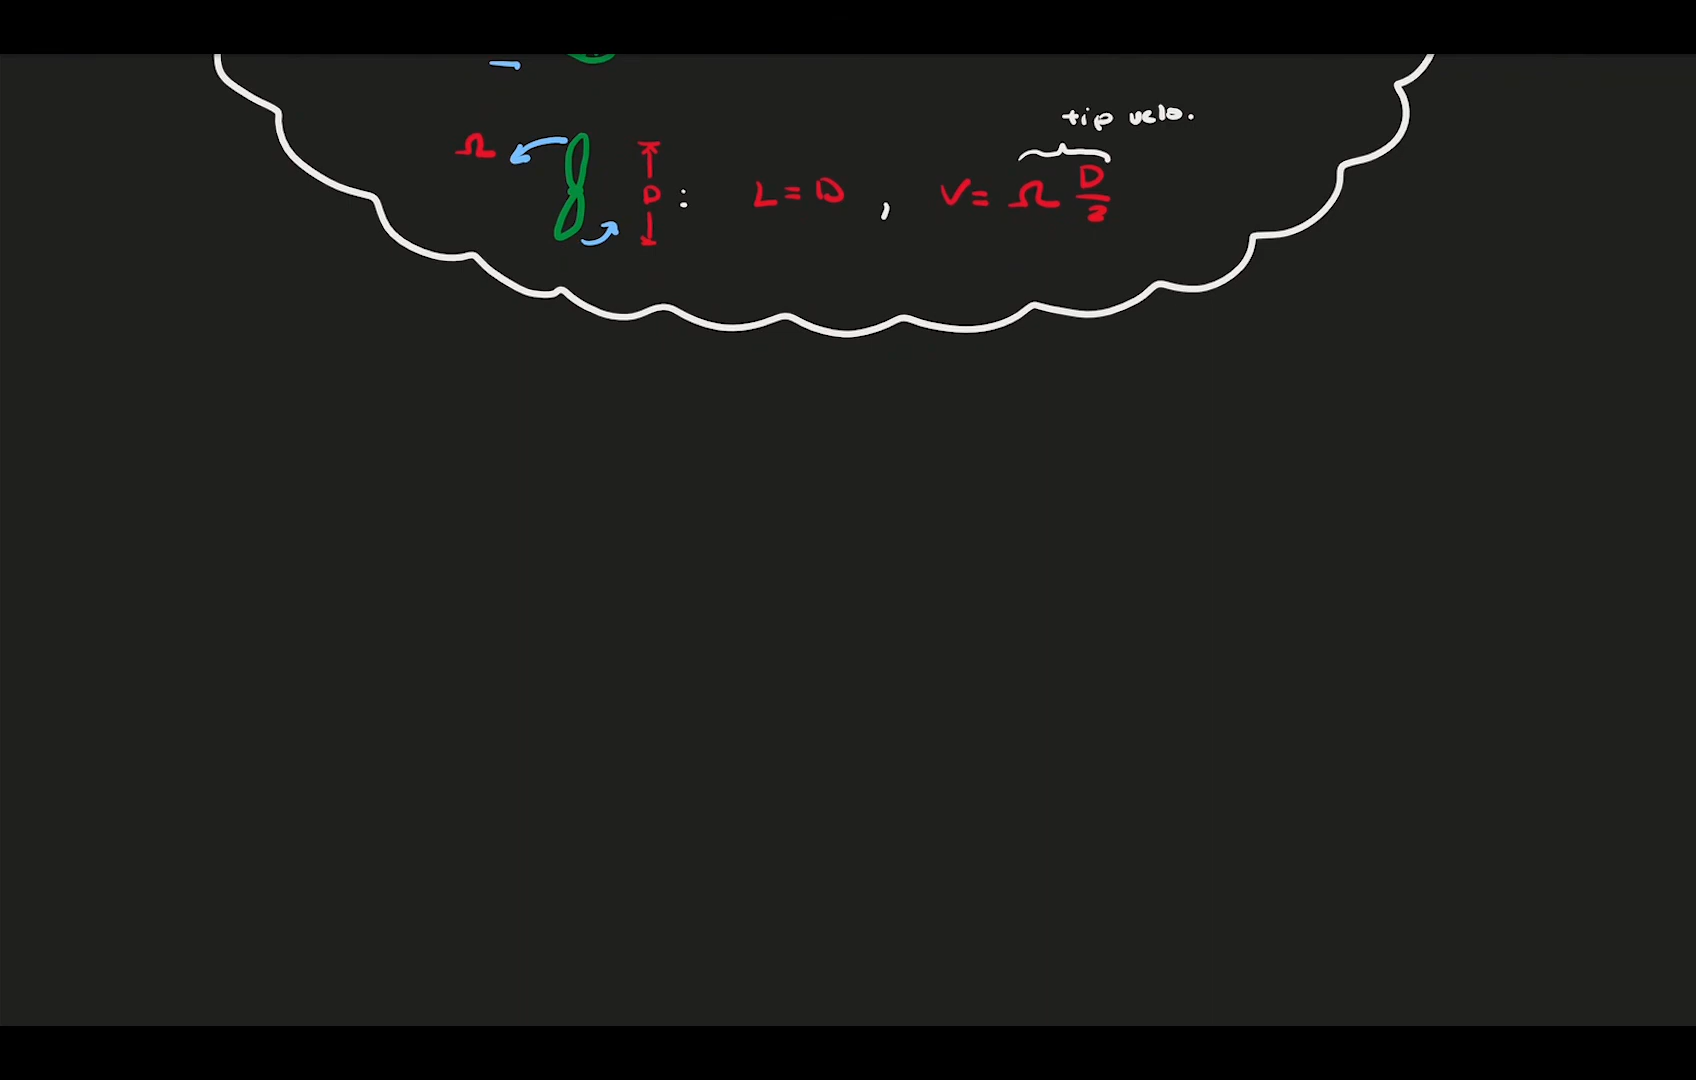 tip velo.
Ω D : L = D , V = Ω D/2